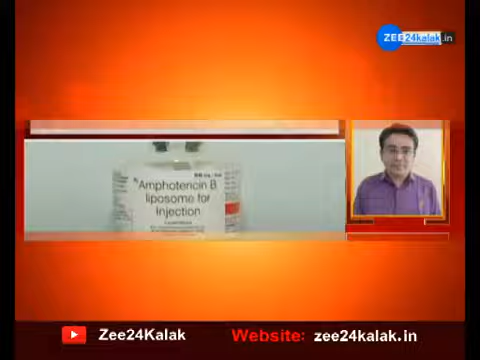 ZEE24kalak.in
Amphotericin B
liposome for
Injection
Zee24Kalak
Website: zee24kalak.in